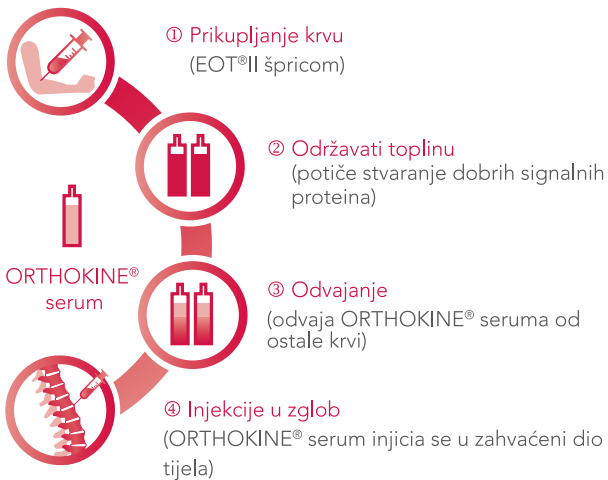 ① Prikupljanje krvu
(EOT®II špricom)
② Održavati toplinu
(potiče stvaranje dobrih signalnih
proteina)
ORTHOKINE®
serum
③ Odvajanje
(odvaja ORTHOKINE® seruma od
ostale krvi)
④ Injekcije u zglob
(ORTHOKINE® serum injicia se u zahvaćeni dio
tijela)